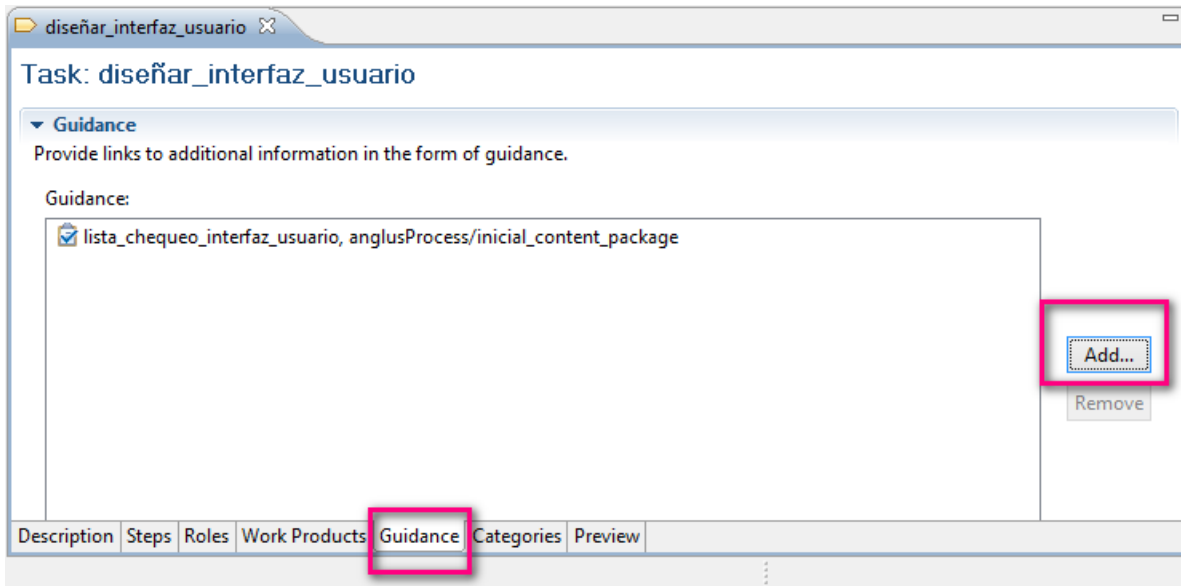 diseñar_interfaz_usuario
Task: diseñar_interfaz_usuario
Guidance
Provide links to additional information in the form of guidance.
Guidance:
lista_chequeo_interfaz_usuario, anglusProcess/inicial_content_package
Add...
Remove
Description Steps Roles Work Products Guidance Categories Preview